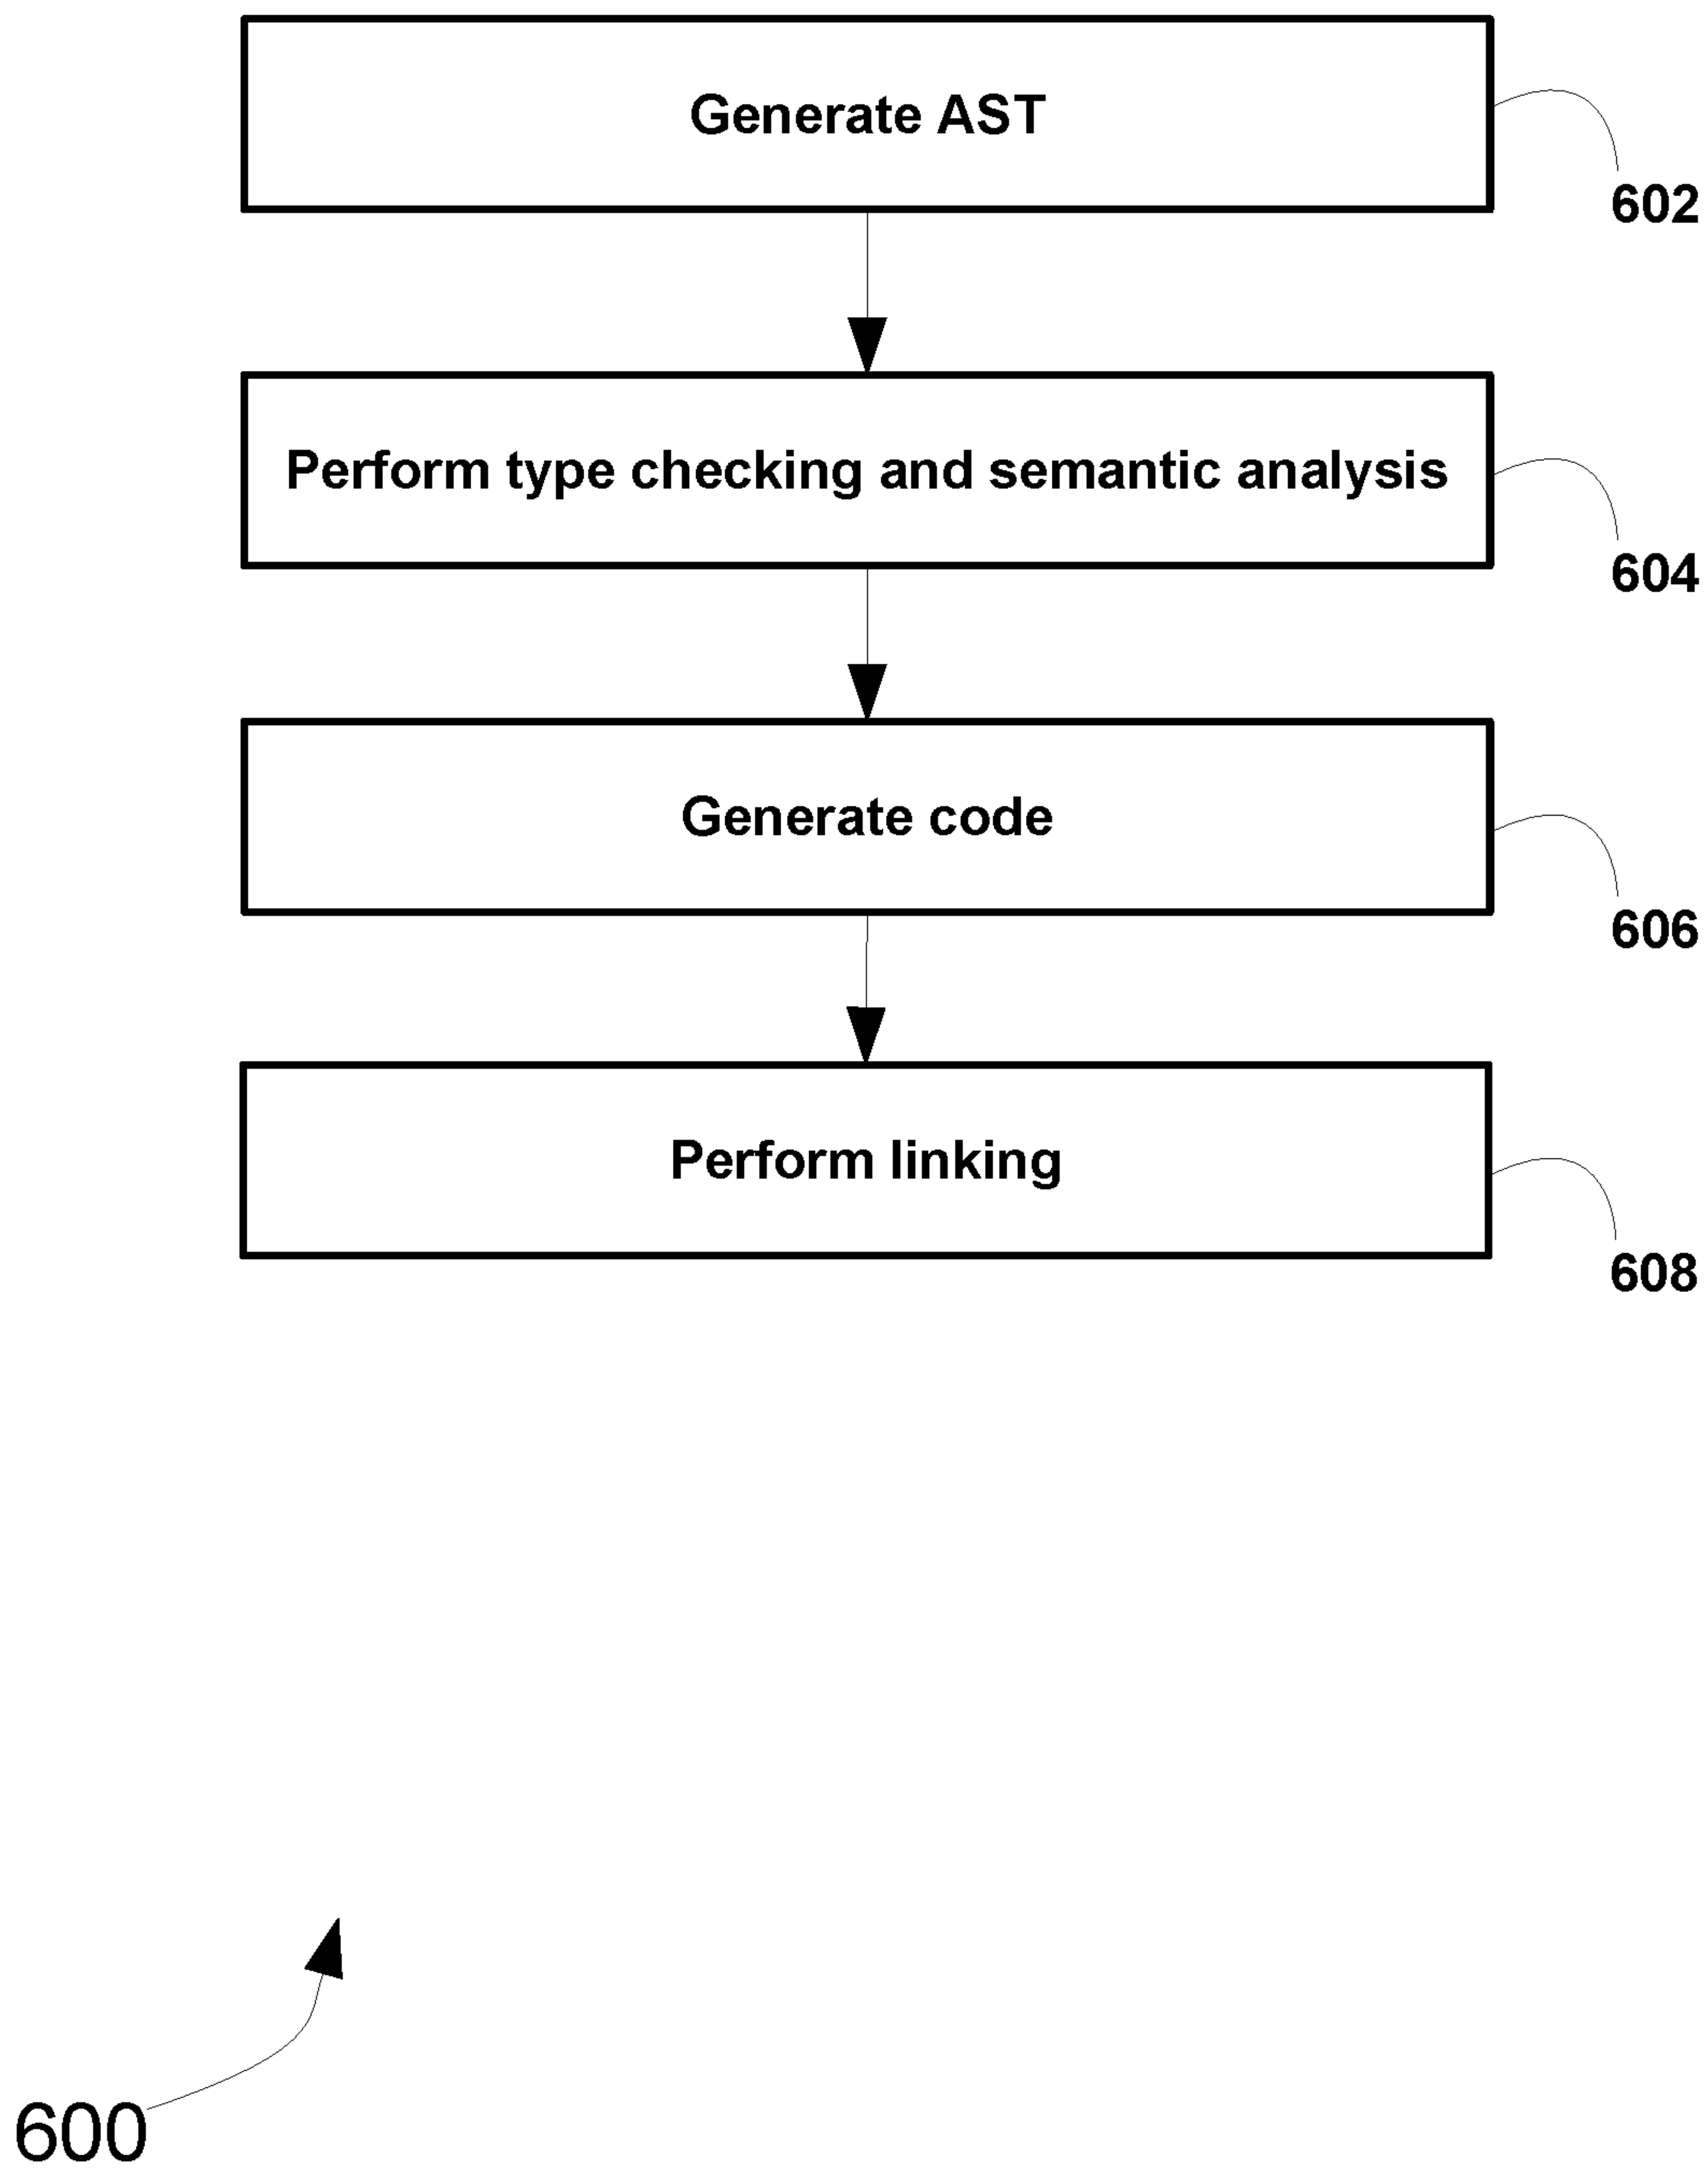 Generate AST
602
Perform type checking and semantic analysis
604
Generate code
606
Perform linking
608
600